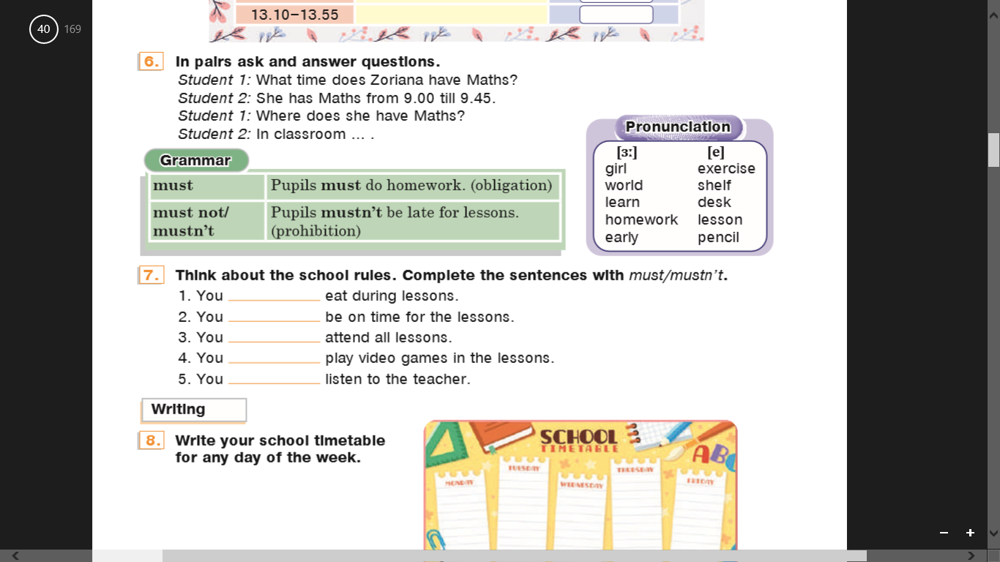 40 169
13.10–13.55
6. In pairs ask and answer questions.
Student 1: What time does Zoriana have Maths?
Student 2: She has Maths from 9.00 till 9.45.
Student 1: Where does she have Maths?
Student 2: In classroom ... .
Grammar
must Pupils must do homework. (obligation)
must not/ Pupils mustn't be late for lessons.
mustn't (prohibition)
Pronunciation
[ɜː] [e]
girl exercise
world shelf
learn desk
homework lesson
early pencil
7. Think about the school rules. Complete the sentences with must/mustn't.
1. You ____________ eat during lessons.
2. You ____________ be on time for the lessons.
3. You ____________ attend all lessons.
4. You ____________ play video games in the lessons.
5. You ____________ listen to the teacher.
Writing
8. Write your school timetable
for any day of the week.
SCHOOL
TIMETABLE
ABC
MONDAY TUESDAY WEDNESDAY THURSDAY FRIDAY